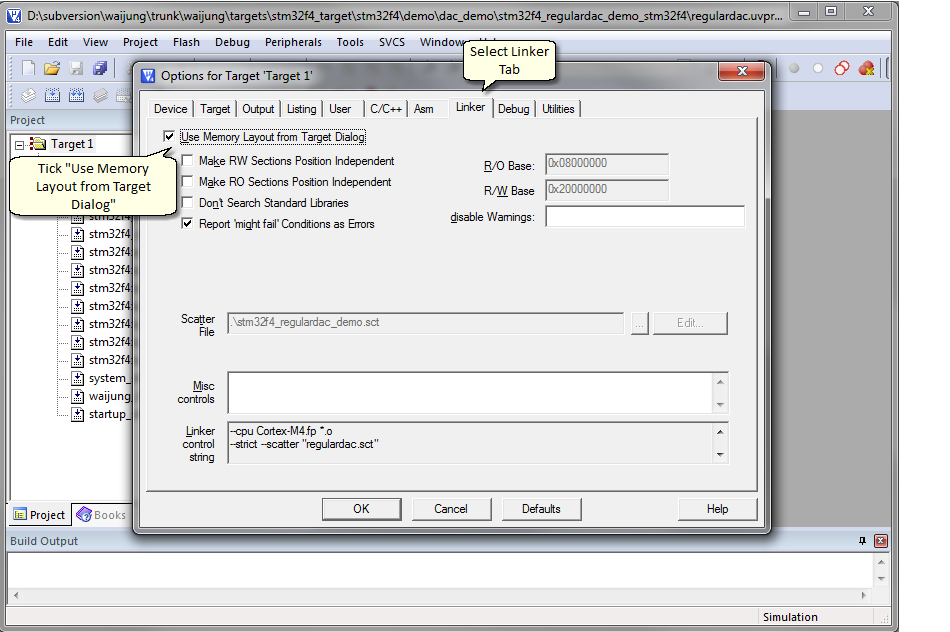 D:\subversion\waijung\trunk\waijung\targets\stm32f4_target\stm32f4\demo\dac_demo\stm32f4_regulardac_demo_stm32f4\regulardac.uvpr...
File Edit View Project Flash Debug Peripherals Tools SVCS Window
Select Linker
Tab
Project
Target 1
Options for Target 'Target 1'
Device Target Output Listing User C/C++ Asm Linker Debug Utilities
Use Memory Layout from Target Dialog
Make RW Sections Position Independent
Make RO Sections Position Independent
Don't Search Standard Libraries
Report 'might fail' Conditions as Errors
R/O Base: 0x08000000
R/W Base 0x20000000
disable Warnings:
Tick "Use Memory
Layout from Target
Dialog"
stm32f4
stm32f4
stm32f4
stm32f4
stm32f4
stm32f4
stm32f4
stm32f4
system_
waijung
startup_
Scatter
File
.\stm32f4_regulardac_demo.sct
... Edit...
Misc
controls
Linker
control
string
--cpu Cortex-M4.fp *.o
--strict --scatter "regulardac.sct"
OK Cancel Defaults Help
Project Books
Build Output
Simulation